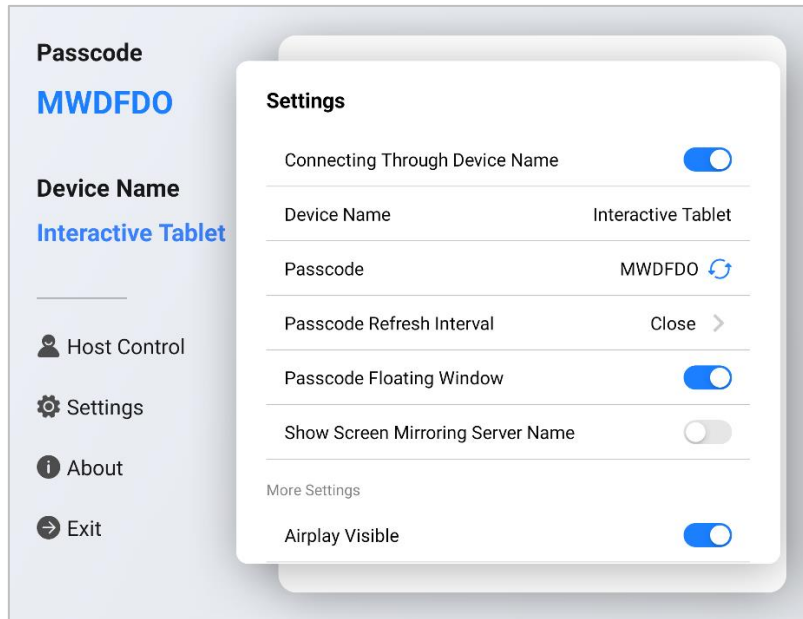 Passcode
MWDFDO
Device Name
Interactive Tablet
Host Control
Settings
About
Exit
Settings
Connecting Through Device Name
Device Name Interactive Tablet
Passcode MWDFDO
Passcode Refresh Interval Close
Passcode Floating Window
Show Screen Mirroring Server Name
More Settings
Airplay Visible